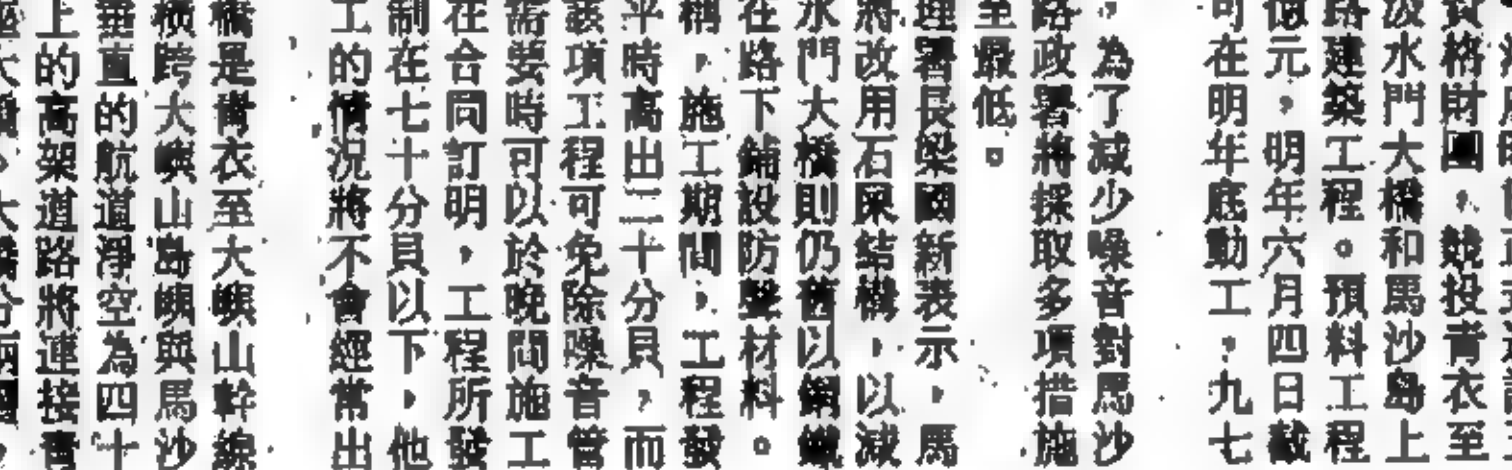 資格財團，競投青衣至
汲水門大橋和馬沙島上
路建築工程。預料工程
億元，明年六月四日截
可在明年底動工，九七
，為了減少噪音對馬沙
路政署將採取多項措施
至最低。
理署長梁國新表示，馬
將改用石屎結構，以減
水門大橋則仍舊以鋼纜
在路下鋪設防聲材料。
稱，施工期間，工程發
平時高出二十分貝，而
該項工程可免除噪音管
需要時可以於晚間施工
在合同訂明，工程所發
制在七十分貝以下，他
工的情況將不會經常出
橋是青衣至大嶼山幹線
橫跨大嶼山島嶼與馬沙
垂直的航道淨空為四十
上的高架道路將連接青